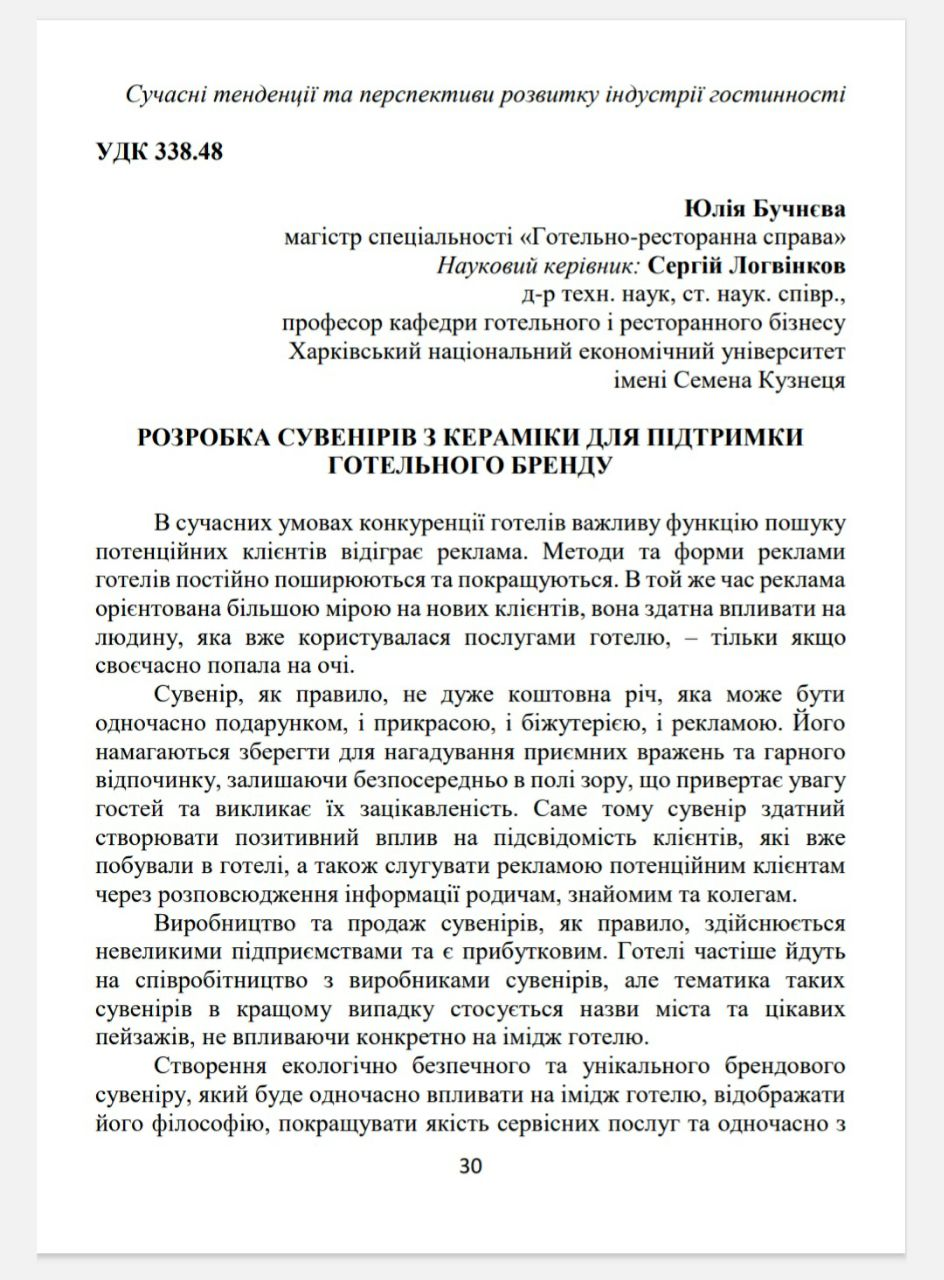 Сучасні тенденції та перспективи розвитку індустрії гостинності
УДК 338.48
Юлія Бучнєва
магістр спеціальності «Готельно-ресторанна справа»
Науковий керівник: Сергій Логвінков
д-р техн. наук, ст. наук. співр.,
професор кафедри готельного і ресторанного бізнесу
Харківський національний економічний університет
імені Семена Кузнеця
РОЗРОБКА СУВЕНІРІВ З КЕРАМІКИ ДЛЯ ПІДТРИМКИ
ГОТЕЛЬНОГО БРЕНДУ
В сучасних умовах конкуренції готелів важливу функцію пошуку
потенційних клієнтів відіграє реклама. Методи та форми реклами
готелів постійно поширюються та покращуються. В той же час реклама
орієнтована більшою мірою на нових клієнтів, вона здатна впливати на
людину, яка вже користувалася послугами готелю, – тільки якщо
своєчасно попала на очі.
Сувенір, як правило, не дуже коштовна річ, яка може бути
одночасно подарунком, і прикрасою, і біжутерією, і рекламою. Його
намагаються зберегти для нагадування приємних вражень та гарного
відпочинку, залишаючи безпосередньо в полі зору, що привертає увагу
гостей та викликає їх зацікавленість. Саме тому сувенір здатний
створювати позитивний вплив на підсвідомість клієнтів, які вже
побували в готелі, а також слугувати рекламою потенційним клієнтам
через розповсюдження інформації родичам, знайомим та колегам.
Виробництво та продаж сувенірів, як правило, здійснюється
невеликими підприємствами та є прибутковим. Готелі частіше йдуть
на співробітництво з виробниками сувенірів, але тематика таких
сувенірів в кращому випадку стосується назви міста та цікавих
пейзажів, не впливаючи конкретно на імідж готелю.
Створення екологічно безпечного та унікального брендового
сувеніру, який буде одночасно впливати на імідж готелю, відображати
його філософію, покращувати якість сервісних послуг та одночасно з
30